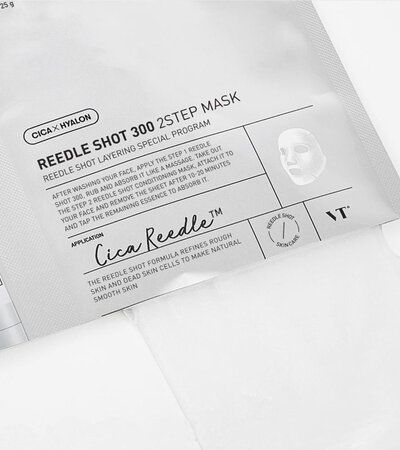 25 g
CICA X HYALON
REEDLE SHOT 300 2STEP MASK
REEDLE SHOT LAYERING SPECIAL PROGRAM
AFTER WASHING YOUR FACE, APPLY THE STEP 1 REEDLE
SHOT 300, RUB AND ABSORB IT LIKE A MASSAGE. TAKE OUT
THE STEP 2 REEDLE SHOT CONDITIONING MASK, ATTACH IT TO
YOUR FACE AND REMOVE THE SHEET AFTER 10-20 MINUTES
AND TAP THE REMAINING ESSENCE TO ABSORB IT.
APPLICATION
Cica Reedle™
THE REEDLE SHOT FORMULA REFINES ROUGH
SKIN AND DEAD SKIN CELLS TO MAKE NATURAL
SMOOTH SKIN
REEDLE SHOT
SKINCARE
VT®